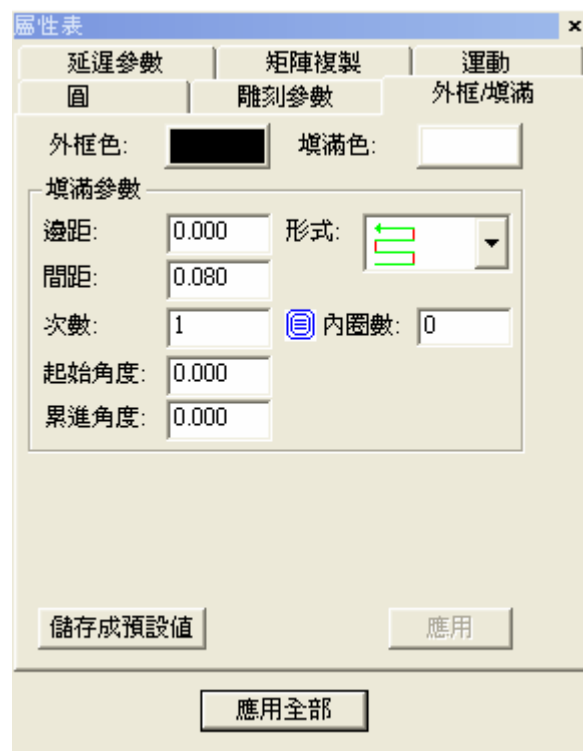 屬性表
延遲參數 矩陣複製 運動
圓 雕刻參數 外框/填滿
外框色: 填滿色:
填滿參數
邊距: 0.000 形式:
間距: 0.080
次數: 1 內圈數: 0
起始角度: 0.000
累進角度: 0.000
儲存成預設值 應用
應用全部